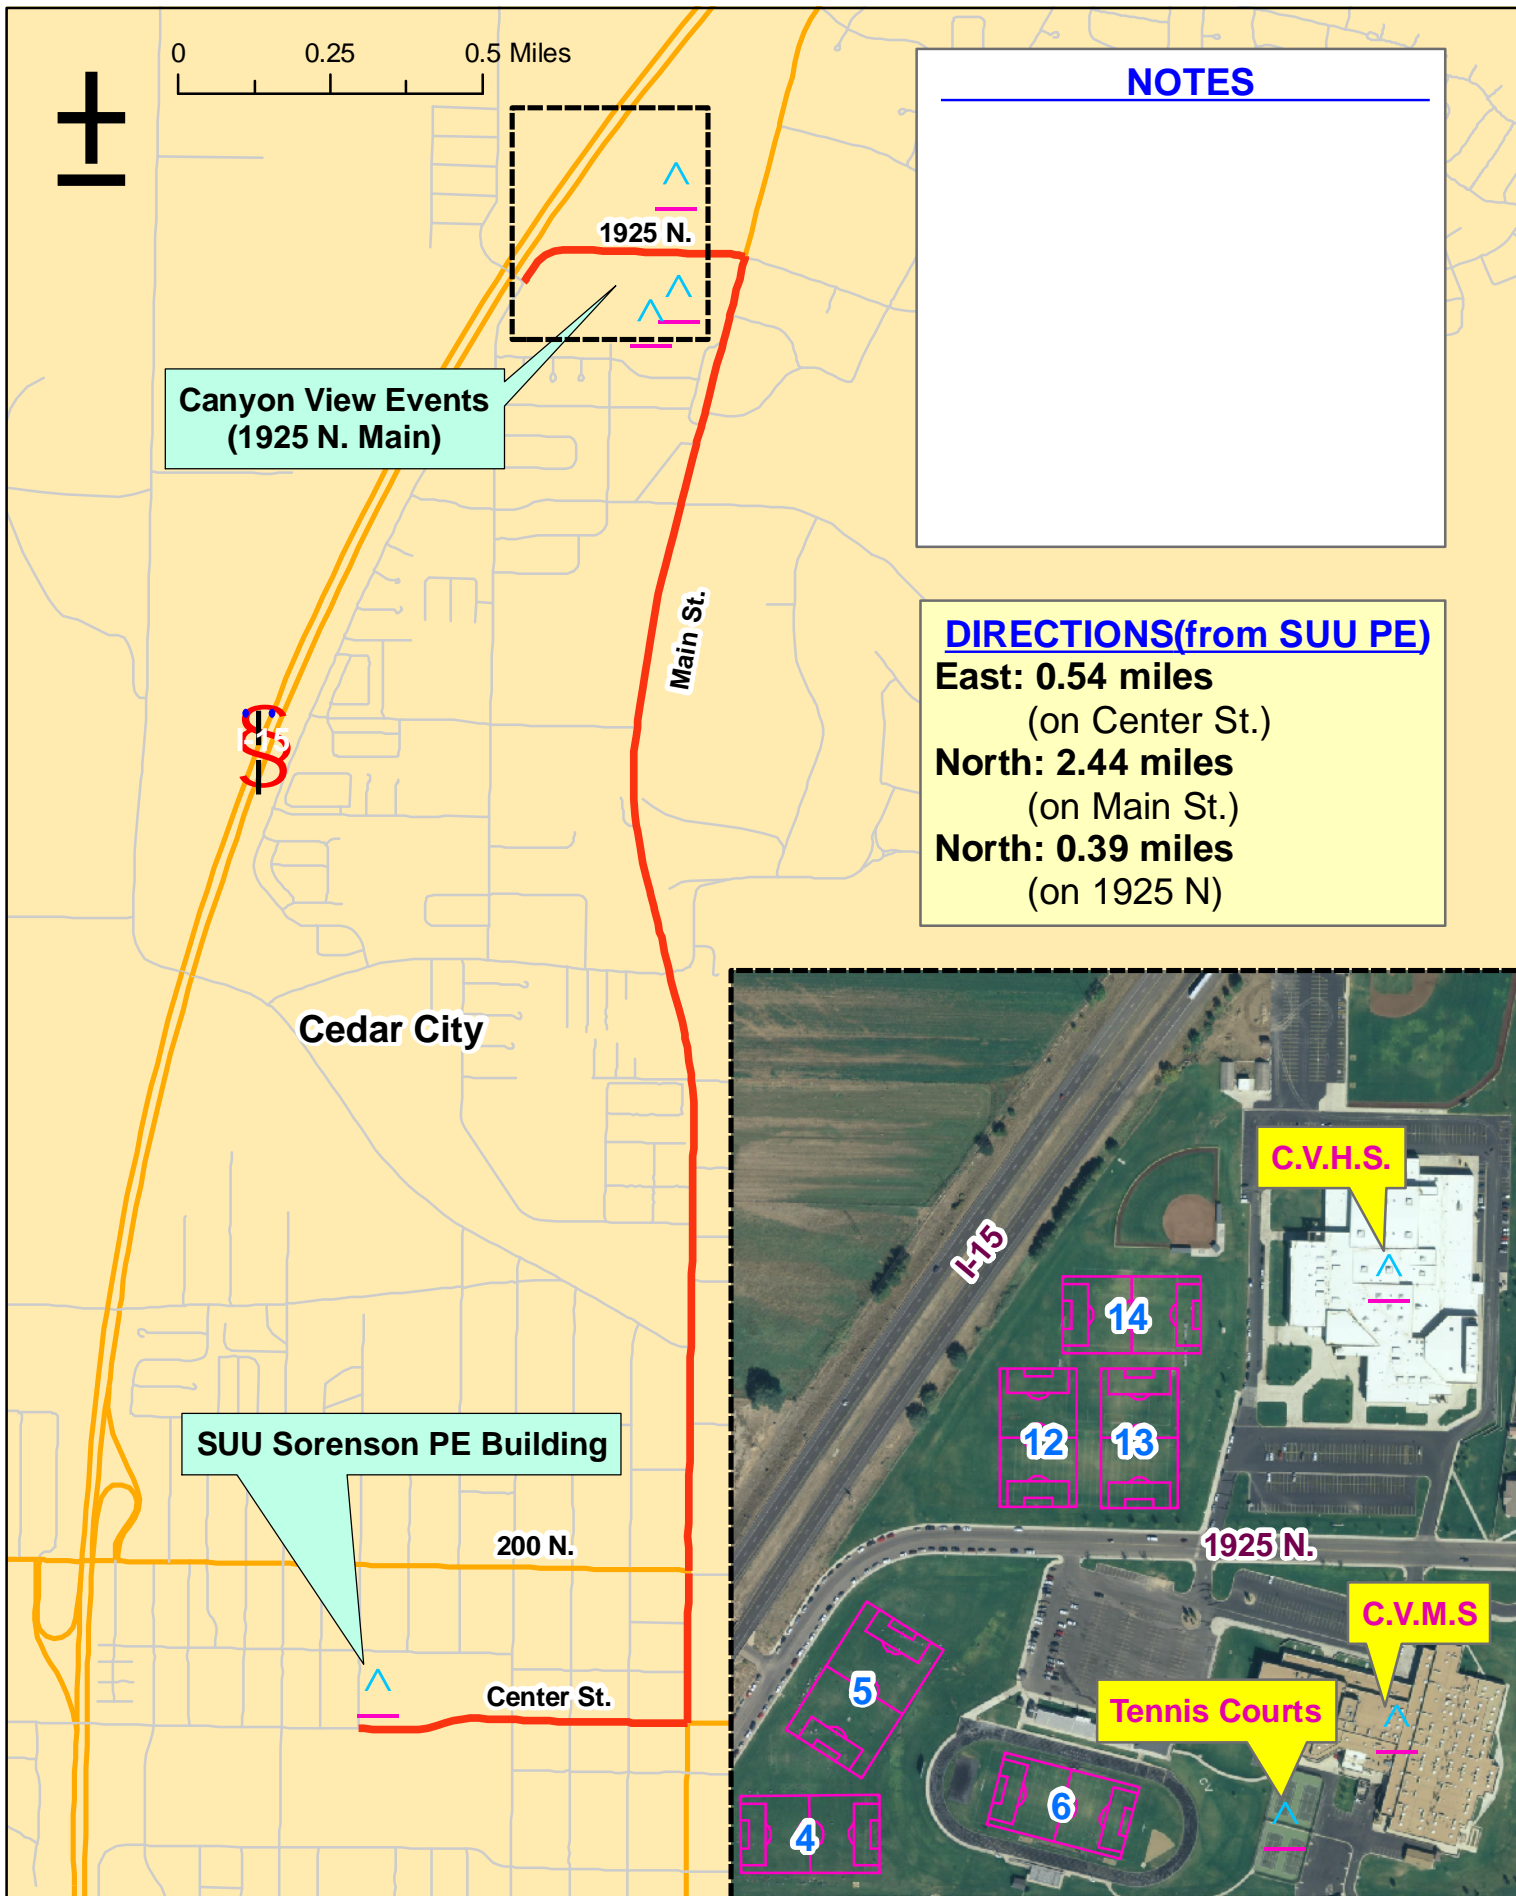 0 0.25 0.5 Miles
NOTES
1925 N.
Canyon View Events
(1925 N. Main)
Main St.
DIRECTIONS(from SUU PE)
East: 0.54 miles
(on Center St.)
North: 2.44 miles
(on Main St.)
North: 0.39 miles
(on 1925 N)
I-15
Cedar City
C.V.H.S.
I-15
14
12
13
SUU Sorenson PE Building
200 N.
1925 N.
C.V.M.S
5
Center St.
Tennis Courts
6
4